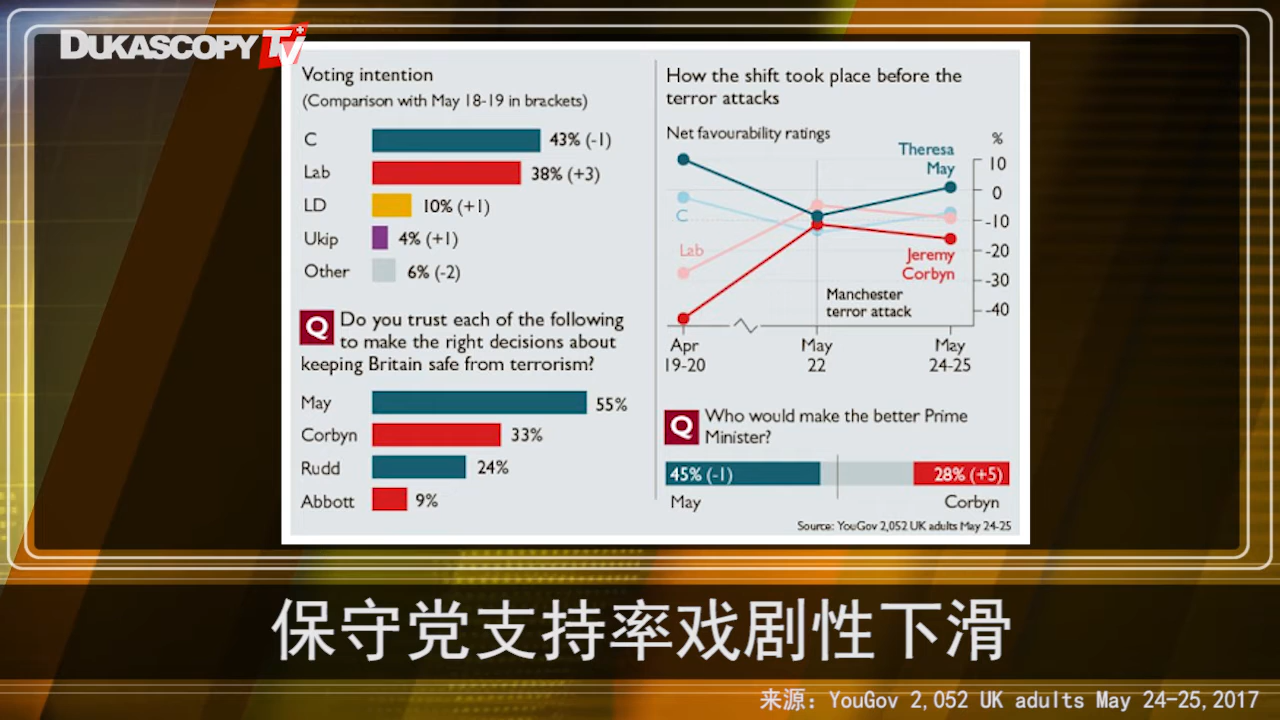 DUKASCOPY TV
Voting intention
(Comparison with May 18-19 in brackets)
C 43% (-1)
Lab 38% (+3)
LD 10% (+1)
Ukip 4% (+1)
Other 6% (-2)
Q Do you trust each of the following
to make the right decisions about
keeping Britain safe from terrorism?
May 55%
Corbyn 33%
Rudd 24%
Abbott 9%
How the shift took place before the
terror attacks
Net favourability ratings
%
Theresa
May
10
0
C
-10
Lab
-20
Jeremy
Corbyn
-30
Manchester
terror attack
-40
Apr
19-20
May
22
May
24-25
Q Who would make the better Prime
Minister?
45% (-1) 28% (+5)
May Corbyn
Source: YouGov 2,052 UK adults May 24-25
保守党支持率戏剧性下滑
来源: YouGov 2,052 UK adults May 24-25,2017